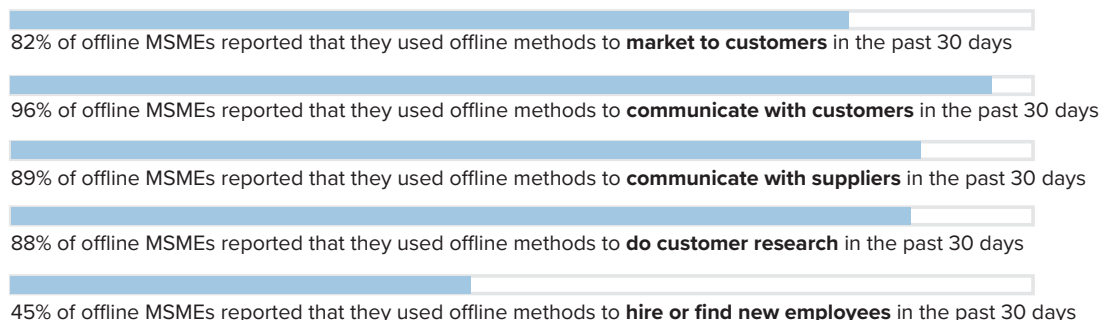 82% of offline MSMEs reported that they used offline methods to market to customers in the past 30 days
96% of offline MSMEs reported that they used offline methods to communicate with customers in the past 30 days
89% of offline MSMEs reported that they used offline methods to communicate with suppliers in the past 30 days
88% of offline MSMEs reported that they used offline methods to do customer research in the past 30 days
45% of offline MSMEs reported that they used offline methods to hire or find new employees in the past 30 days